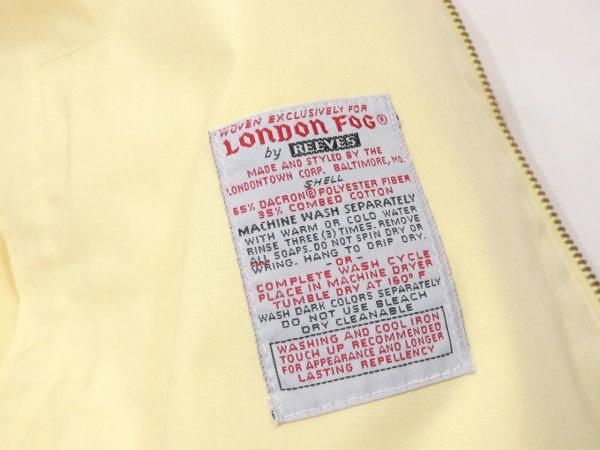 WOVEN EXCLUSIVELY FOR
LONDON FOG®
by REEVES
MADE AND STYLED BY THE
LONDONTOWN CORP. BALTIMORE, MD.
SHELL
65% DACRON® POLYESTER FIBER
35% COMBED COTTON
MACHINE WASH SEPARATELY
WITH WARM OR COLD WATER
RINSE THREE (3) TIMES. REMOVE
ALL SOAPS. DO NOT SPIN DRY OR
WRING. HANG TO DRIP DRY.
-OR-
COMPLETE WASH CYCLE
PLACE IN MACHINE DRYER
TUMBLE DRY AT 160° F
WASH DARK COLORS SEPARATELY
DO NOT USE BLEACH
DRY CLEANABLE
WASHING AND COOL IRON
TOUCH UP RECOMMENDED
FOR APPEARANCE AND LONGER
LASTING REPELLENCY